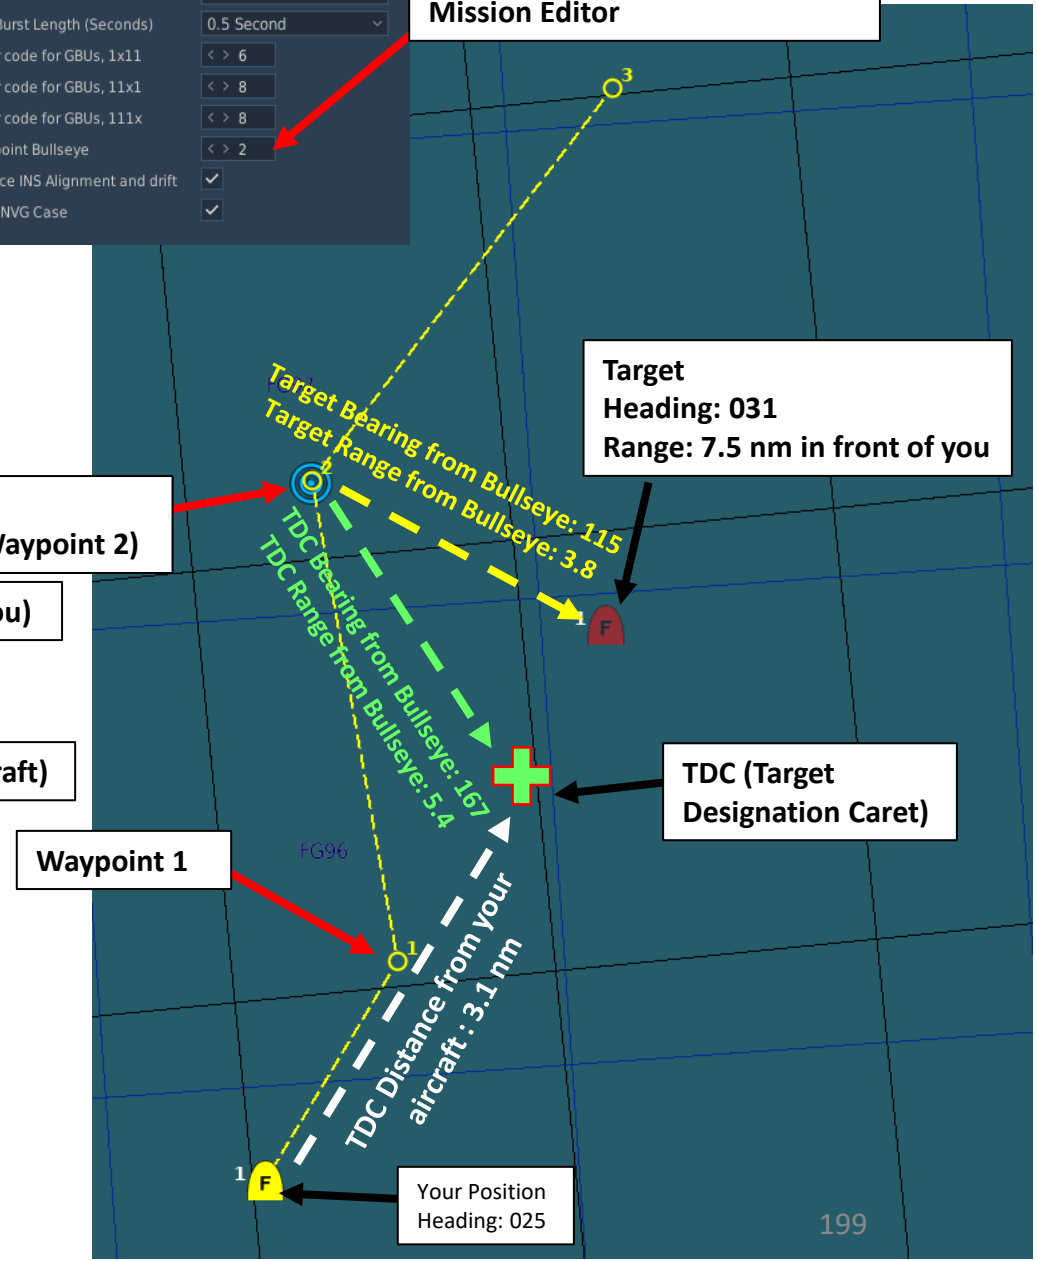 Mission Editor
Burst Length (Seconds)
0.5 Second
code for GBUs, 1x11
< > 6
code for GBUs, 11x1
< > 8
code for GBUs, 111x
< > 8
point Bullseye
< > 2
ce INS Alignment and drift
NVG Case
3
Target
Heading: 031
Range: 7.5 nm in front of you
Target Bearing from Bullseye: 115
Target Range from Bullseye: 3.8
2
Waypoint 2)
ou)
1
F
TDC Bearing from Bullseye: 167
TDC Range from Bullseye: 5.4
raft)
TDC (Target
Designation Caret)
Waypoint 1
FG96
1
TDC Distance from your
aircraft : 3.1 nm
1
F
Your Position
Heading: 025
199